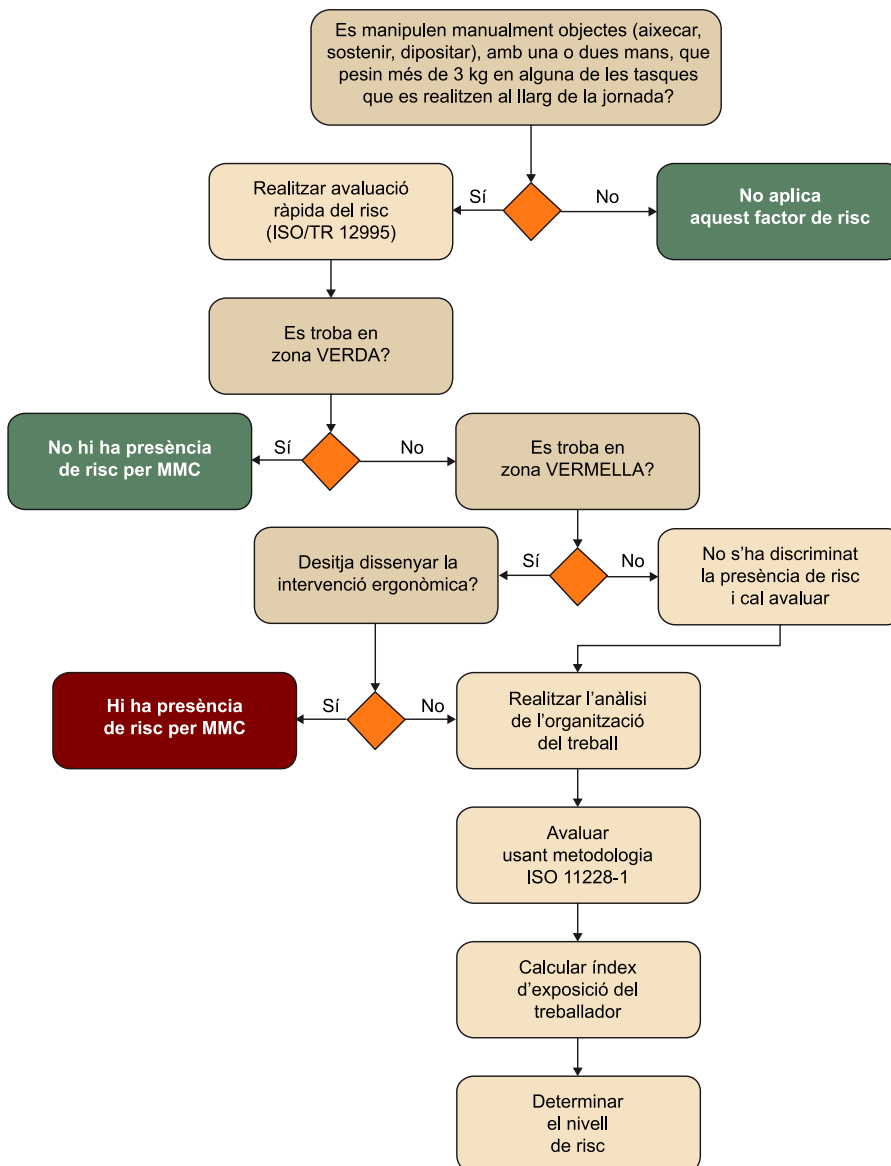 Es manipulen manualment objectes (aixecar,
sostenir, dipositar), amb una o dues mans, que
pesin més de 3 kg en alguna de les tasques
que es realitzen al llarg de la jornada?
Realitzar avaluació
ràpida del risc
(ISO/TR 12995)
Sí
No
No aplica
aquest factor de risc
Es troba en
zona VERDA?
No hi ha presència
de risc per MMC
Sí
No
Es troba en
zona VERMELLA?
Desitja dissenyar la
intervenció ergonòmica?
Sí
No
No s’ha discriminat
la presència de risc
i cal avaluar
Hi ha presència
de risc per MMC
Sí
No
Realitzar l’anàlisi
de l’organització
del treball
Avaluar
usant metodologia
ISO 11228-1
Calcular índex
d’exposició del
treballador
Determinar
el nivell
de risc